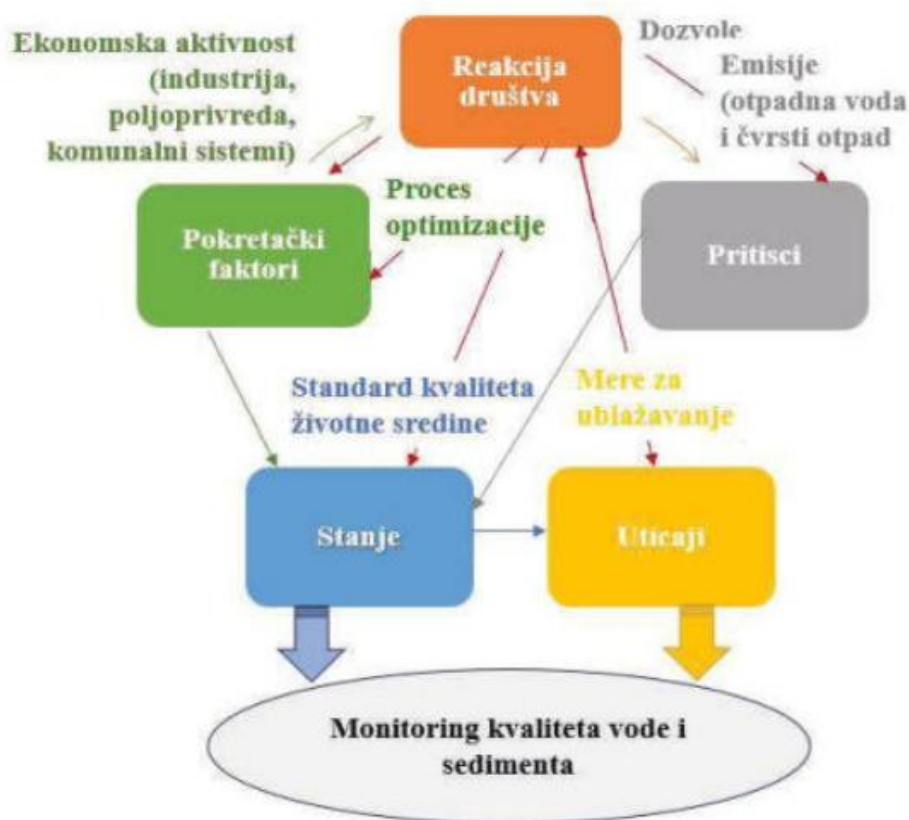 Ekonomska aktivnost
(industrija,
poljoprivreda,
komunalni sistemi)
Reakcija
društva
Dozvole
Emisije
(otpadna voda
i čvrsti otpad
Proces
optimizacije
Pokretački
faktori
Pritisci
Standard kvaliteta
životne sredine
Mere za
ublažavanje
Stanje
Uticaji
Monitoring kvaliteta vode i
sedimenta